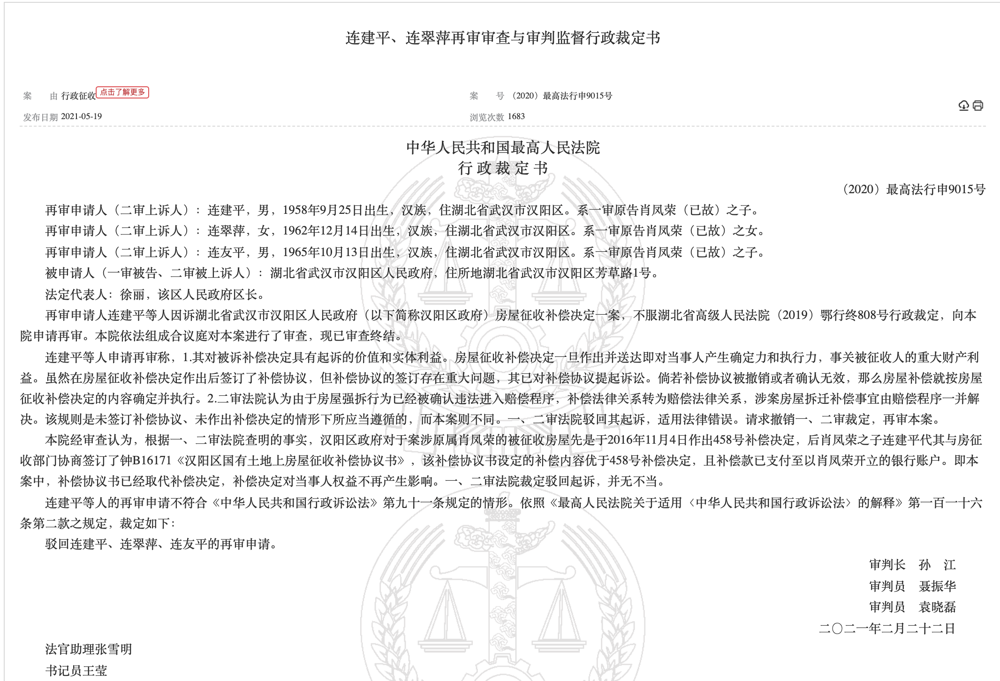 连建平、连翠萍再审审查与审判监督行政裁定书
案　　由 行政征收 点击了解更多
案　　号 （2020）最高法行申9015号
发布日期 2021-05-19
浏览次数 1683
中华人民共和国最高人民法院
行 政 裁 定 书
（2020）最高法行申9015号
再审申请人（二审上诉人）：连建平，男，1958年9月25日出生，汉族，住湖北省武汉市汉阳区。系一审原告肖凤荣（已故）之子。
再审申请人（二审上诉人）：连翠萍，女，1962年12月14日出生，汉族，住湖北省武汉市汉阳区。系一审原告肖凤荣（已故）之女。
再审申请人（二审上诉人）：连友平，男，1965年10月13日出生，汉族，住湖北省武汉市汉阳区。系一审原告肖凤荣（已故）之子。
被申请人（一审被告、二审被上诉人）：湖北省武汉市汉阳区人民政府，住所地湖北省武汉市汉阳区芳草路1号。
法定代表人：徐丽，该区人民政府区长。
再审申请人连建平等人因诉湖北省武汉市汉阳区人民政府（以下简称汉阳区政府）房屋征收补偿决定一案，不服湖北省高级人民法院（2019）鄂行终808号行政裁定，向本
院申请再审。本院依法组成合议庭对本案进行了审查，现已审查终结。
连建平等人申请再审称，1.其对被诉补偿决定具有起诉的价值和实体利益。房屋征收补偿决定一旦作出并送达即对当事人产生确定力和执行力，事关被征收人的重大财产利
益。虽然在房屋征收补偿决定作出后签订了补偿协议，但补偿协议的签订存在重大问题，其已对补偿协议提起诉讼。倘若补偿协议被撤销或者确认无效，那么房屋补偿就按房屋
征收补偿决定的内容确定并执行。2.二审法院认为由于房屋强拆行为已经被确认违法进入赔偿程序，补偿法律关系转为赔偿法律关系，涉案房屋拆迁补偿事宜由赔偿程序一并解
决。该规则是未签订补偿协议、未作出补偿决定的情形下所应当遵循的，而本案则不同。一、二审法院驳回其起诉，适用法律错误。请求撤销一、二审裁定，再审本案。
本院经审查认为，根据一、二审法院查明的事实，汉阳区政府对于案涉原属肖凤荣的被征收房屋先是于2016年11月4日作出458号补偿决定，后肖凤荣之子连建平代其与房征
收部门协商签订了钟B16171《汉阳区国有土地上房屋征收补偿协议书》，该补偿协议书设定的补偿内容优于458号补偿决定，且补偿款已支付至以肖凤荣开立的银行账户。即本
案中，补偿协议书已经取代补偿决定，补偿决定对当事人权益不再产生影响。一、二审法院裁定驳回起诉，并无不当。
连建平等人的再审申请不符合《中华人民共和国行政诉讼法》第九十一条规定的情形。依照《最高人民法院关于适用〈中华人民共和国行政诉讼法〉的解释》第一百一十六
条第二款之规定，裁定如下：
驳回连建平、连翠萍、连友平的再审申请。
审判长　孙　江
审判员　聂振华
审判员　袁晓磊
二〇二一年二月二十二日
法官助理张雪明
书记员王莹